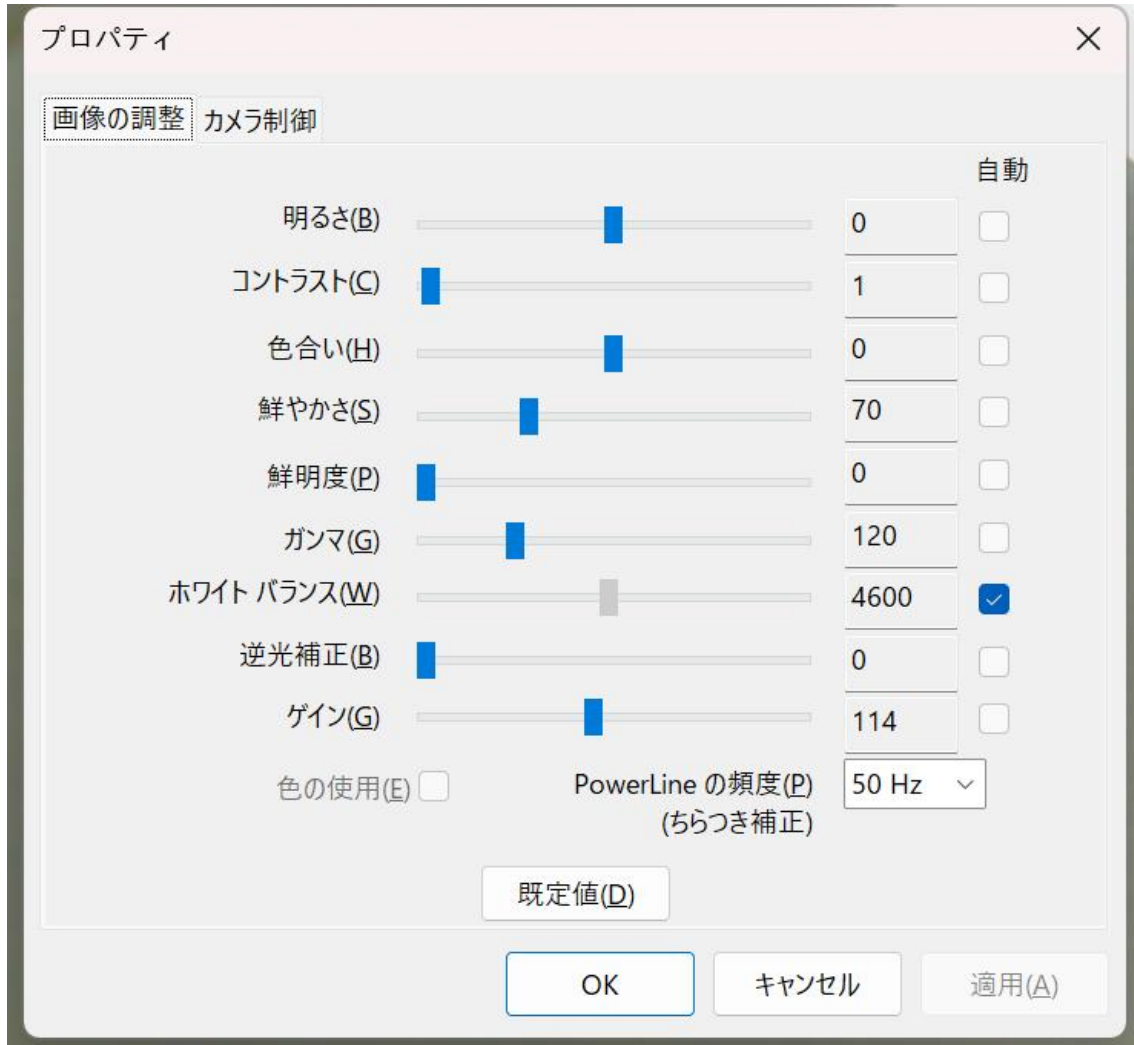 プロパティ
画像の調整 カメラ制御
自動
明るさ(B) 0
コントラスト(C) 1
色合い(H) 0
鮮やかさ(S) 70
鮮明度(P) 0
ガンマ(G) 120
ホワイト バランス(W) 4600
逆光補正(B) 0
ゲイン(G) 114
色の使用(E) PowerLine の頻度(P) 50 Hz
(ちらつき補正)
既定値(D)
OK キャンセル 適用(A)